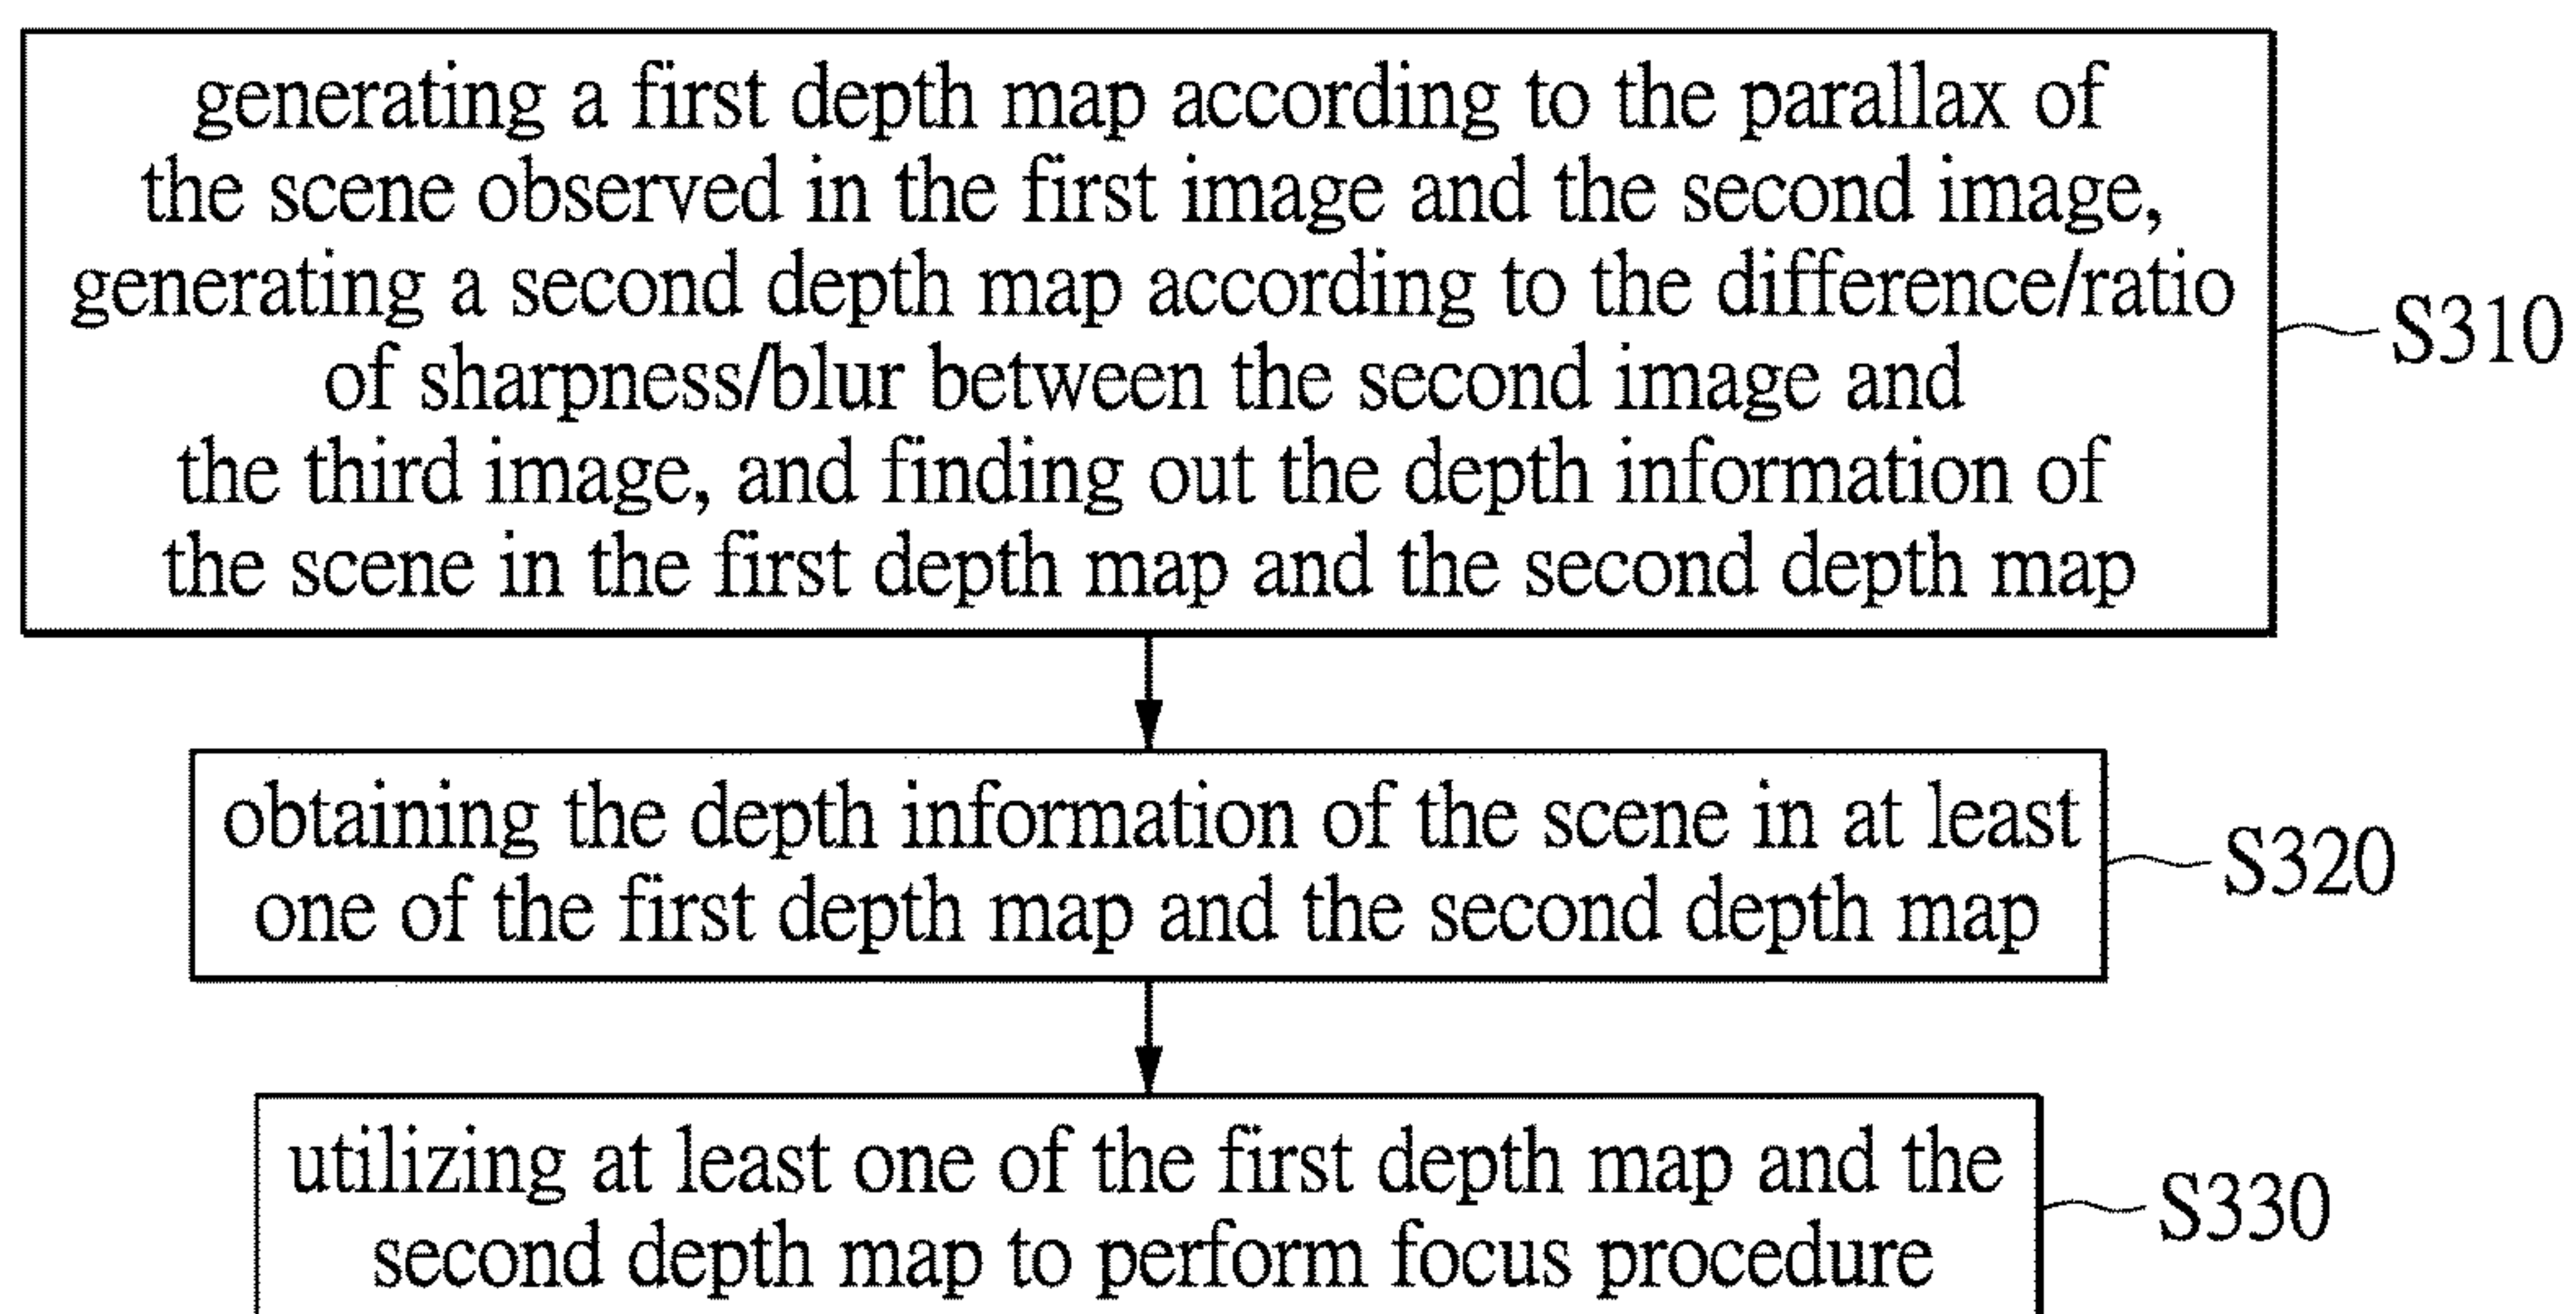 generating a first depth map according to the parallax of
the scene observed in the first image and the second image,
generating a second depth map according to the difference/ratio
of sharpness/blur between the second image and
the third image, and finding out the depth information of
the scene in the first depth map and the second depth map
S310
obtaining the depth information of the scene in at least
one of the first depth map and the second depth map
S320
utilizing at least one of the first depth map and the
second depth map to perform focus procedure
S330